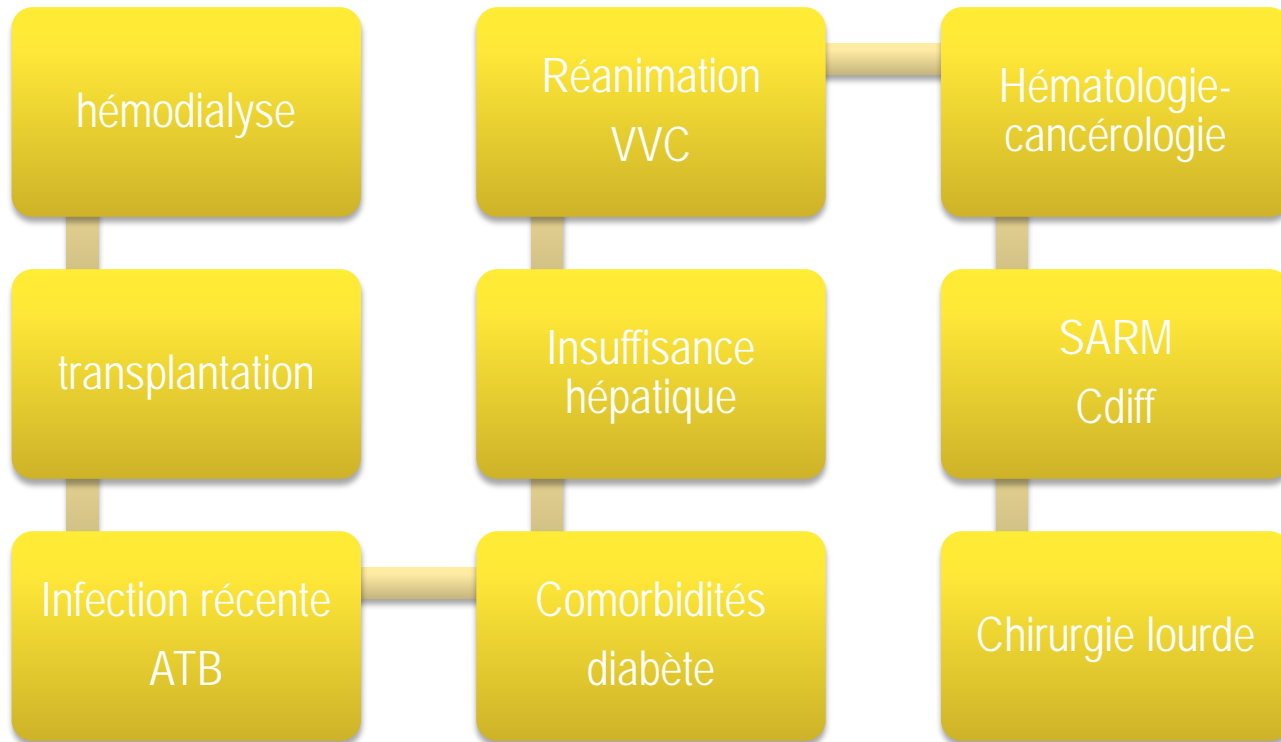 hémodialyse
transplantation
Infection récente
ATB
Comorbidités
diabète
Insuffisance
hépatique
Réanimation
VVC
Hématologie-
cancérologie
SARM
Cdiff
Chirurgie lourde